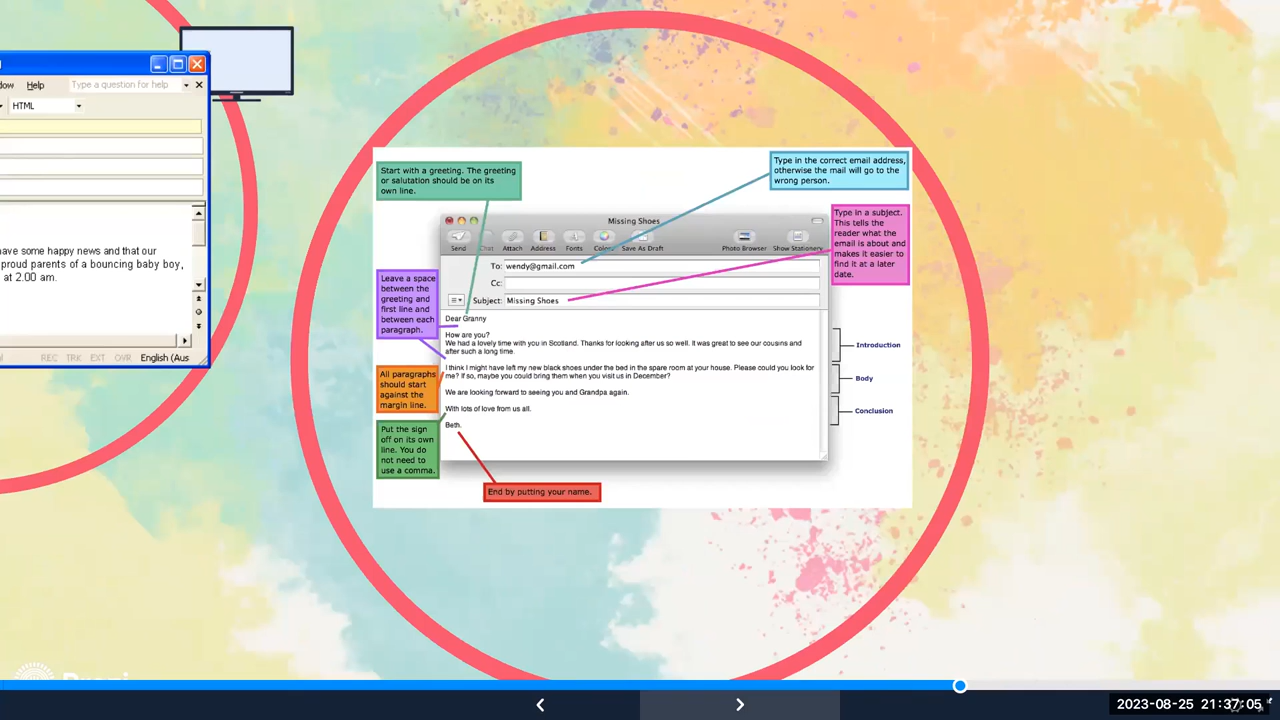 Help
Type a question for help
HTML
have some happy news and that our
proud parents of a bouncing baby boy,
at 2.00 am.
REC TRK EXT OVR English (Aus
Start with a greeting. The greeting
or salutation should be on its
own line.
Type in the correct email address,
otherwise the mail will go to the
wrong person.
Type in a subject.
This tells the
reader what the
email is about and
makes it easier to
find it at a later
date.
Missing Shoes
Send Chat Attach Address Fonts Colors Save As Draft Photo Browser Show Stationery
To: wendy@gmail.com
Cc:
Subject: Missing Shoes
Leave a space
between the
greeting and
first line and
between each
paragraph.
All paragraphs
should start
against the
margin line.
Put the sign
off on its own
line. You do
not need to
use a comma.
Dear Granny
How are you?
We had a lovely time with you in Scotland. Thanks for looking after us so well. It was great to see our cousins and
after such a long time.
I think I might have left my new black shoes under the bed in the spare room at your house. Please could you look for
me? If so, maybe you could bring them when you visit us in December?
We are looking forward to seeing you and Grandpa again.
With lots of love from us all.
Beth.
Introduction
Body
Conclusion
End by putting your name.
Prezi
2023-08-25 21:37:05